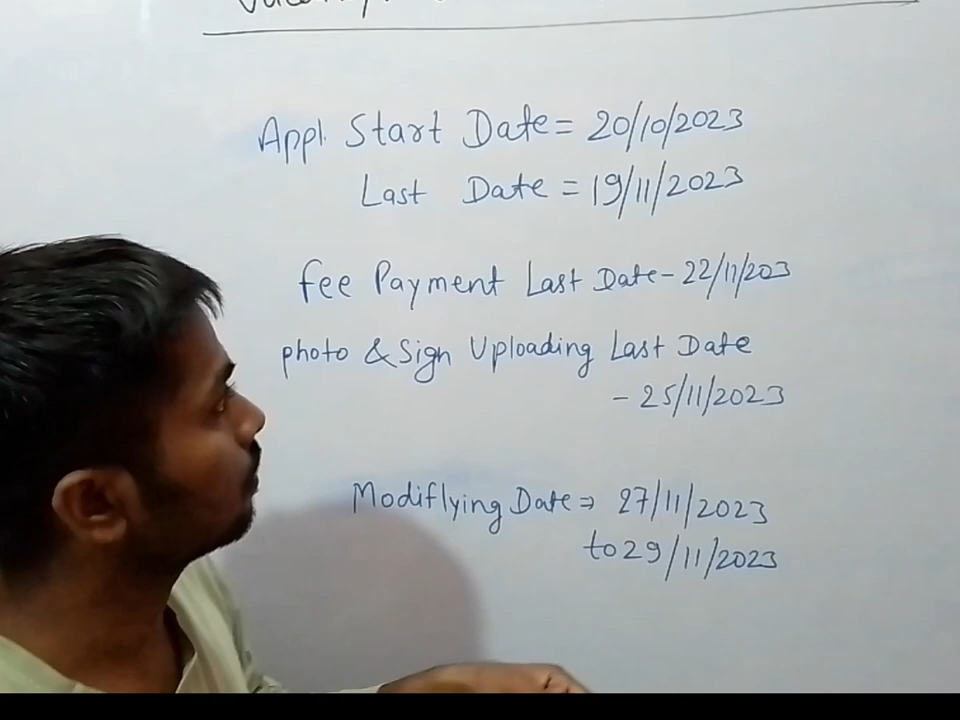 Appl. Start Date = 20/10/2023
Last Date = 19/11/2023
fee Payment Last Date - 22/11/203
photo & Sign Uploading Last Date
- 25/11/2023
Modiflying Date ⇒ 27/11/2023
to 29/11/2023